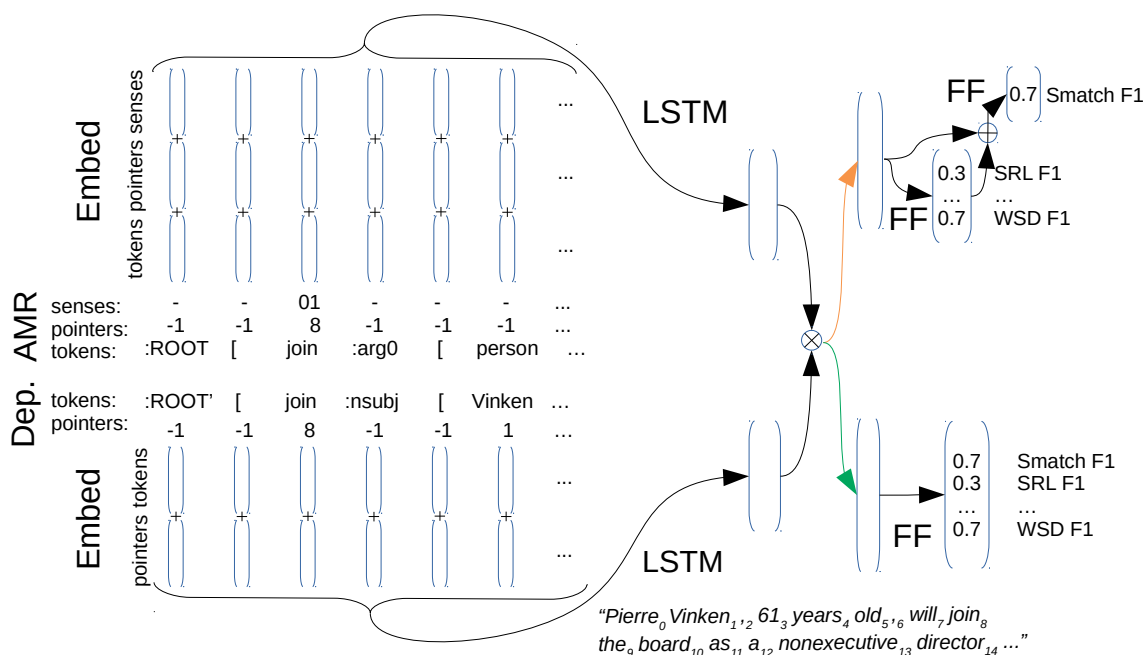 Embed
tokens pointers senses
+ + + + + +
...
+ + + + + +
...
...
AMR
senses: - - 01 - - - ...
pointers: -1 -1 8 -1 -1 -1 ...
tokens: :ROOT [ join :arg0 [ person ...
Dep.
tokens: :ROOT' [ join :nsubj [ Vinken ...
pointers: -1 -1 8 -1 -1 1 ...
Embed
pointers tokens
...
+ + + + + +
...
LSTM
LSTM
FF
0.7 Smatch F1
FF
0.3 SRL F1
... ...
0.7 WSD F1
FF
0.7 Smatch F1
0.3 SRL F1
... ...
0.7 WSD F1
“Pierre₀ Vinken₁,₂ 61₃ years₄ old₅,₆ will₇ join₈
the₉ board₁₀ as₁₁ a₁₂ nonexecutive₁₃ director₁₄ ...”